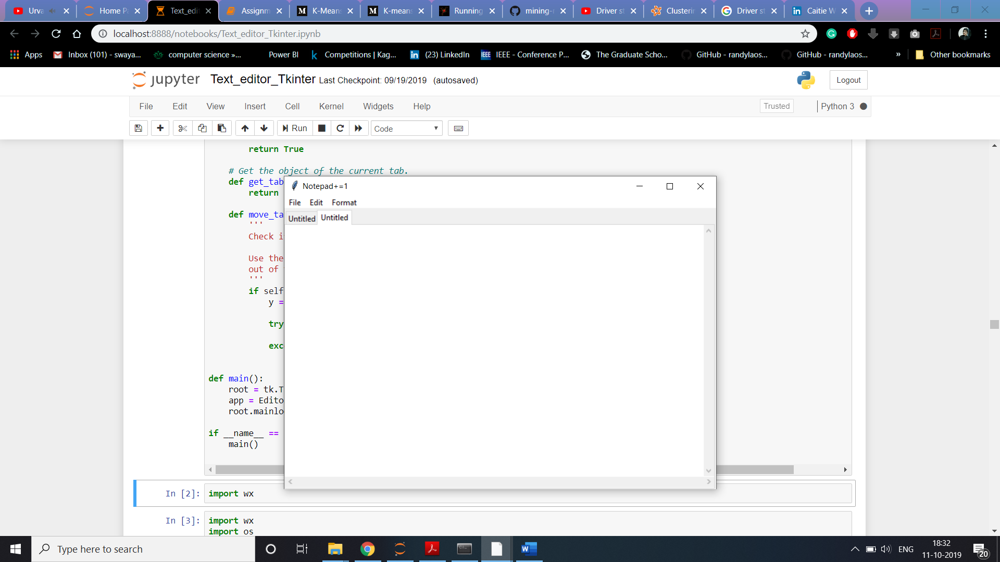 Urva
Home Pa
Text_edi
Assignm
K-Means
K-means
Running
mining-r
Driver st
Clusterin
Driver st
Caitie W
localhost:8888/notebooks/Text_editor_Tkinter.ipynb
Apps
Inbox (101) - swaya...
computer science »...
Power BI
Competitions | Kag...
(23) LinkedIn
IEEE - Conference P...
The Graduate Scho...
GitHub - randylaos...
GitHub - randylaos...
»
Other bookmarks
jupyter
Text_editor_Tkinter Last Checkpoint: 09/19/2019 (autosaved)
Logout
File Edit View Insert Cell Kernel Widgets Help
Trusted
Python 3
Run
Code
return True
# Get the object of the current tab.
def get_tab
return
def move_ta
'''
Check i
Use the
out of
'''
if self
y =
try
exc
def main():
root = tk.T
app = Edito
root.mainlo
if __name__ ==
main()
Notepad+=1
File Edit Format
Untitled Untitled
In [2]: import wx
In [3]: import wx
import os
Type here to search
ENG
18:32
11-10-2019
20